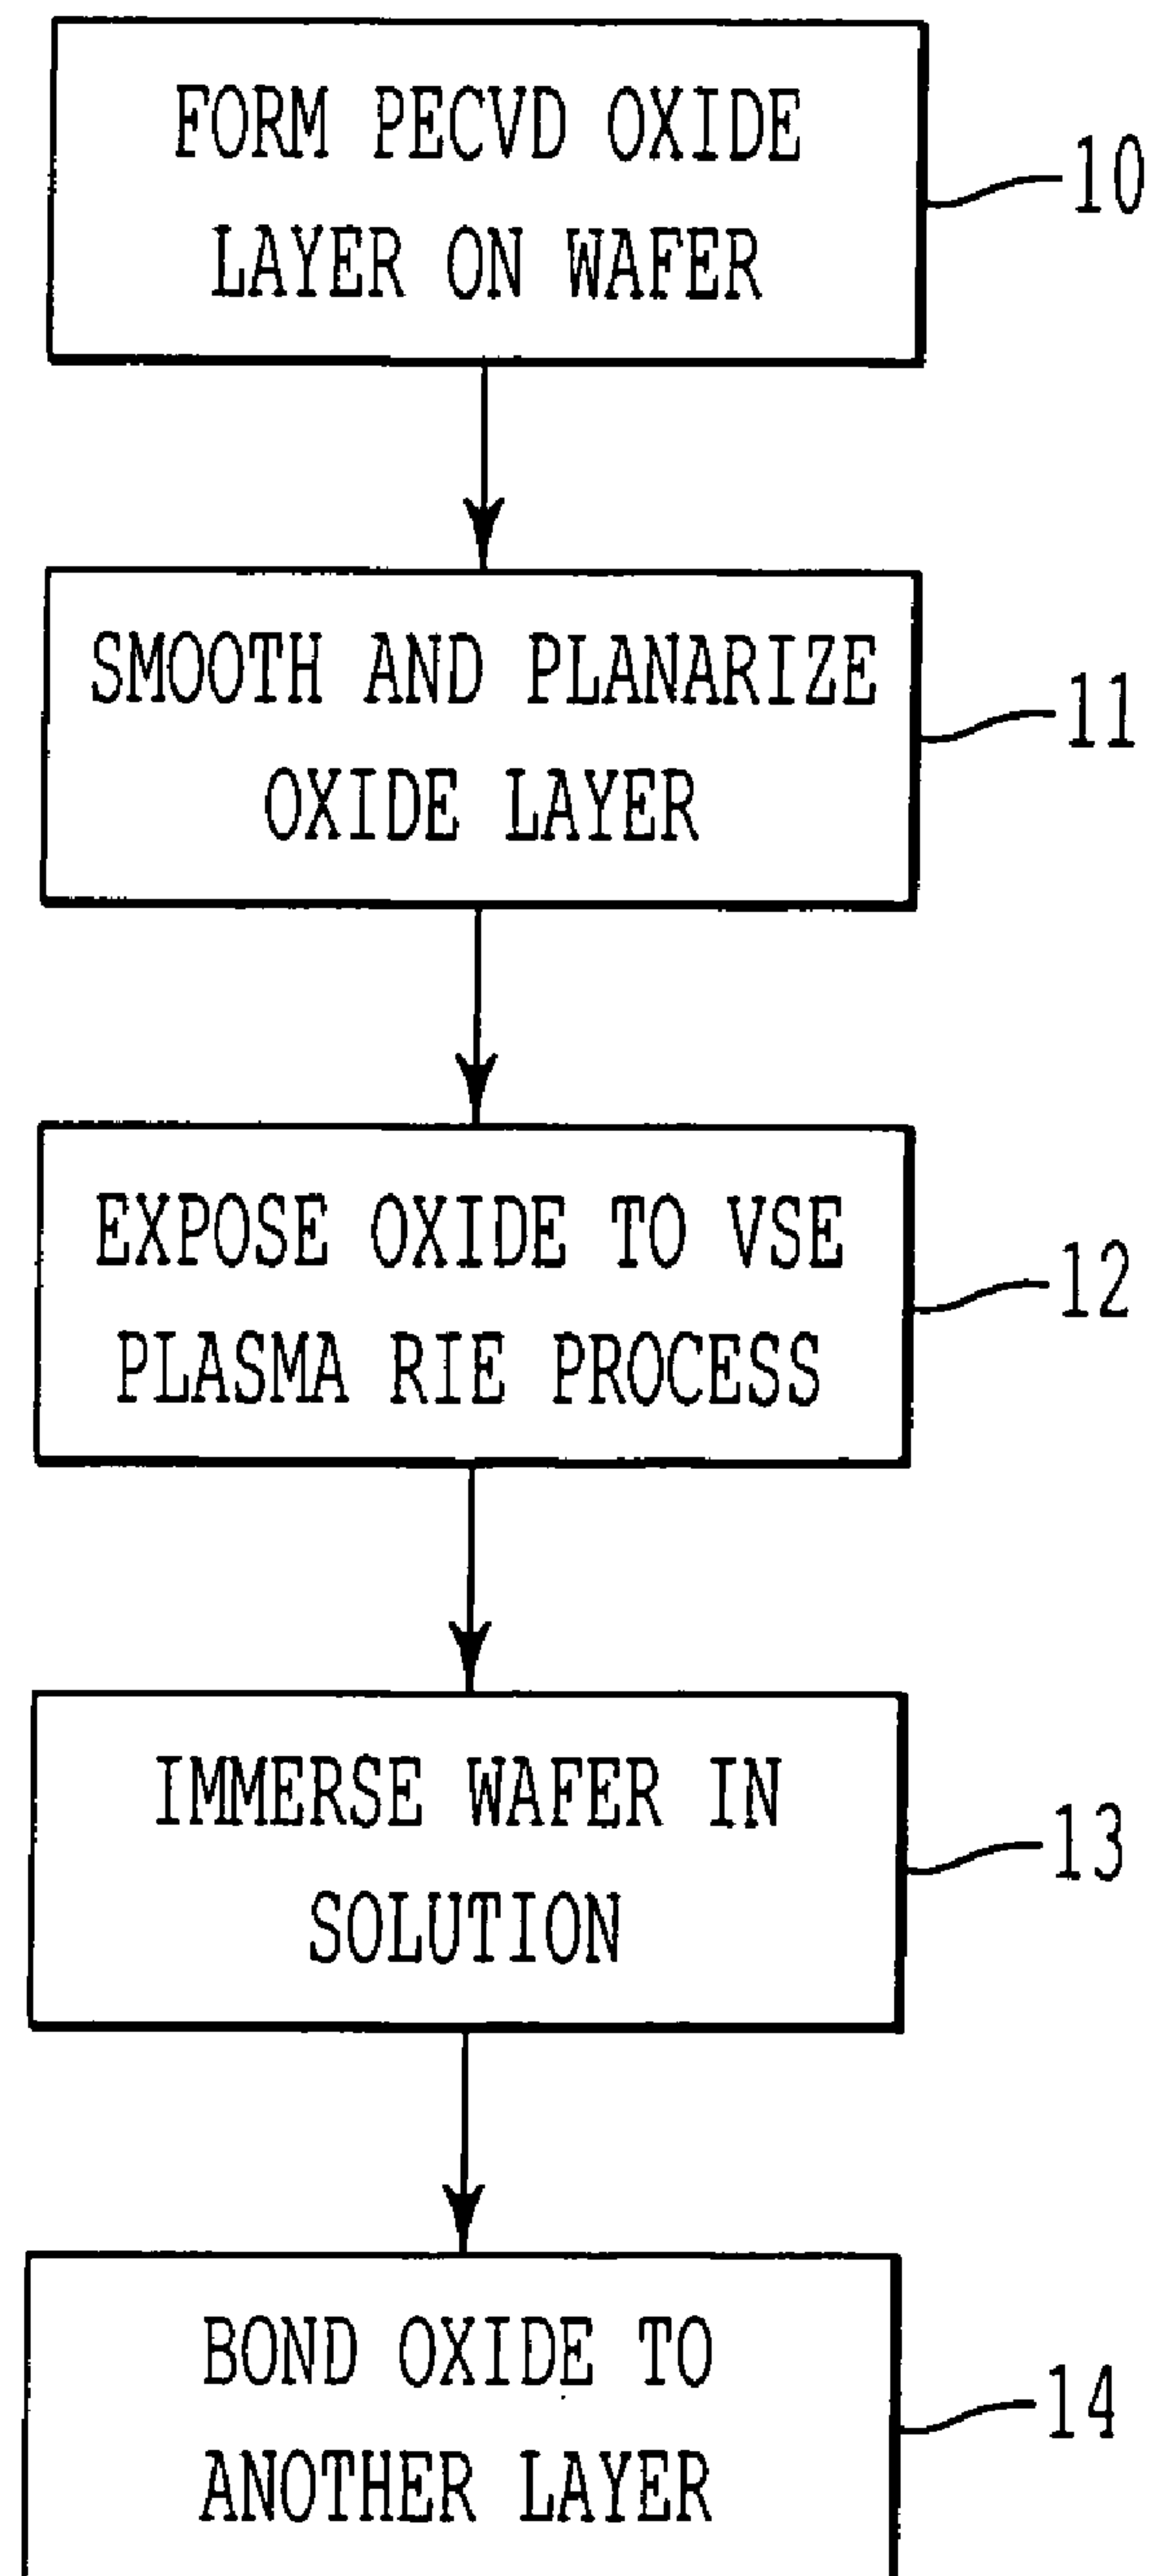 FORM PECVD OXIDE
LAYER ON WAFER
10
SMOOTH AND PLANARIZE
OXIDE LAYER
11
EXPOSE OXIDE TO VSE
PLASMA RIE PROCESS
12
IMMERSE WAFER IN
SOLUTION
13
BOND OXIDE TO
ANOTHER LAYER
14